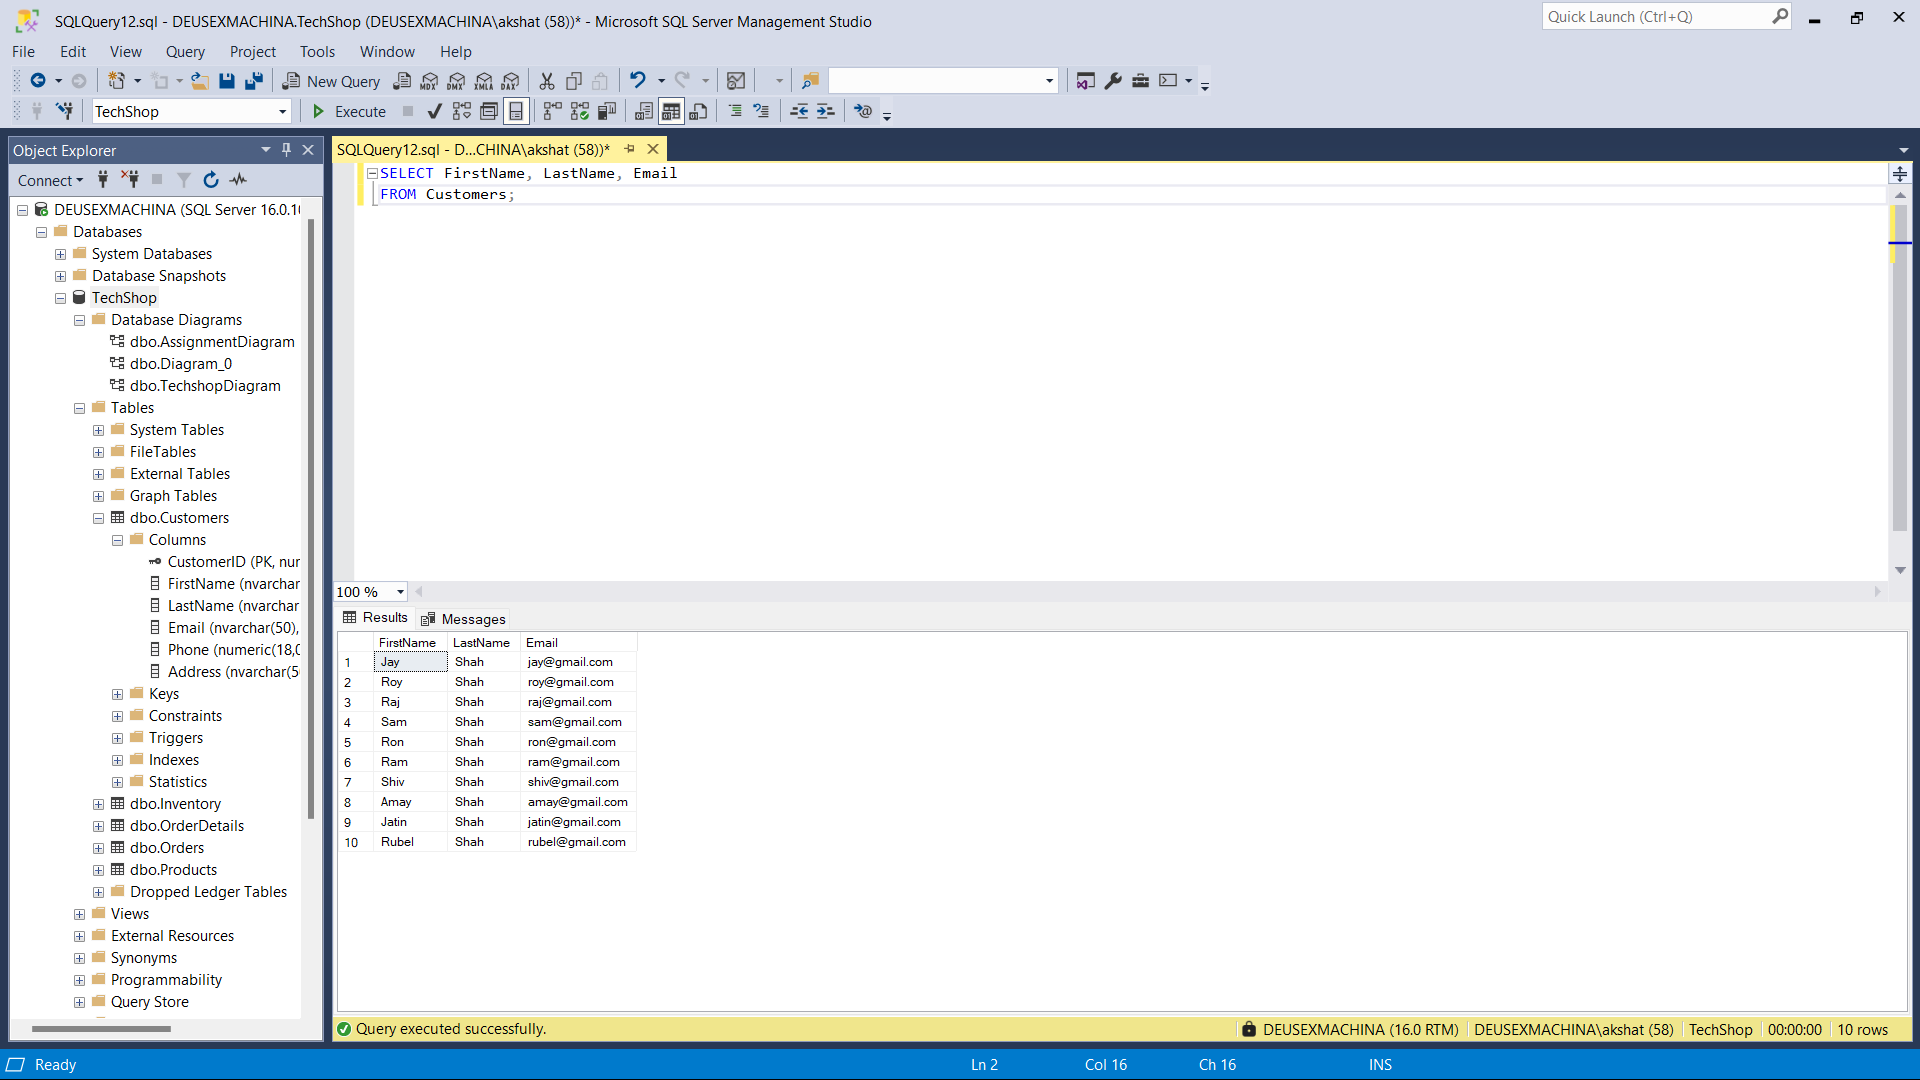 SQLQuery12.sql - DEUSEXMACHINA.TechShop (DEUSEXMACHINA\akshat (58))* - Microsoft SQL Server Management Studio
Quick Launch (Ctrl+Q)
File Edit View Query Project Tools Window Help
New Query MDX DMX XMLA DAX
TechShop Execute
Object Explorer
Connect
DEUSEXMACHINA (SQL Server 16.0.10
Databases
System Databases
Database Snapshots
TechShop
Database Diagrams
dbo.AssignmentDiagram
dbo.Diagram_0
dbo.TechshopDiagram
Tables
System Tables
FileTables
External Tables
Graph Tables
dbo.Customers
Columns
CustomerID (PK, nur
FirstName (nvarchar
LastName (nvarchar
Email (nvarchar(50),
Phone (numeric(18,0
Address (nvarchar(50
Keys
Constraints
Triggers
Indexes
Statistics
dbo.Inventory
dbo.OrderDetails
dbo.Orders
dbo.Products
Dropped Ledger Tables
Views
External Resources
Synonyms
Programmability
Query Store
SQLQuery12.sql - D...CHINA\akshat (58))*
SELECT FirstName, LastName, Email
FROM Customers;
100 %
Results Messages
FirstName LastName Email
1 Jay Shah jay@gmail.com
2 Roy Shah roy@gmail.com
3 Raj Shah raj@gmail.com
4 Sam Shah sam@gmail.com
5 Ron Shah ron@gmail.com
6 Ram Shah ram@gmail.com
7 Shiv Shah shiv@gmail.com
8 Amay Shah amay@gmail.com
9 Jatin Shah jatin@gmail.com
10 Rubel Shah rubel@gmail.com
Query executed successfully. DEUSEXMACHINA (16.0 RTM) DEUSEXMACHINA\akshat (58) TechShop 00:00:00 10 rows
Ready Ln 2 Col 16 Ch 16 INS